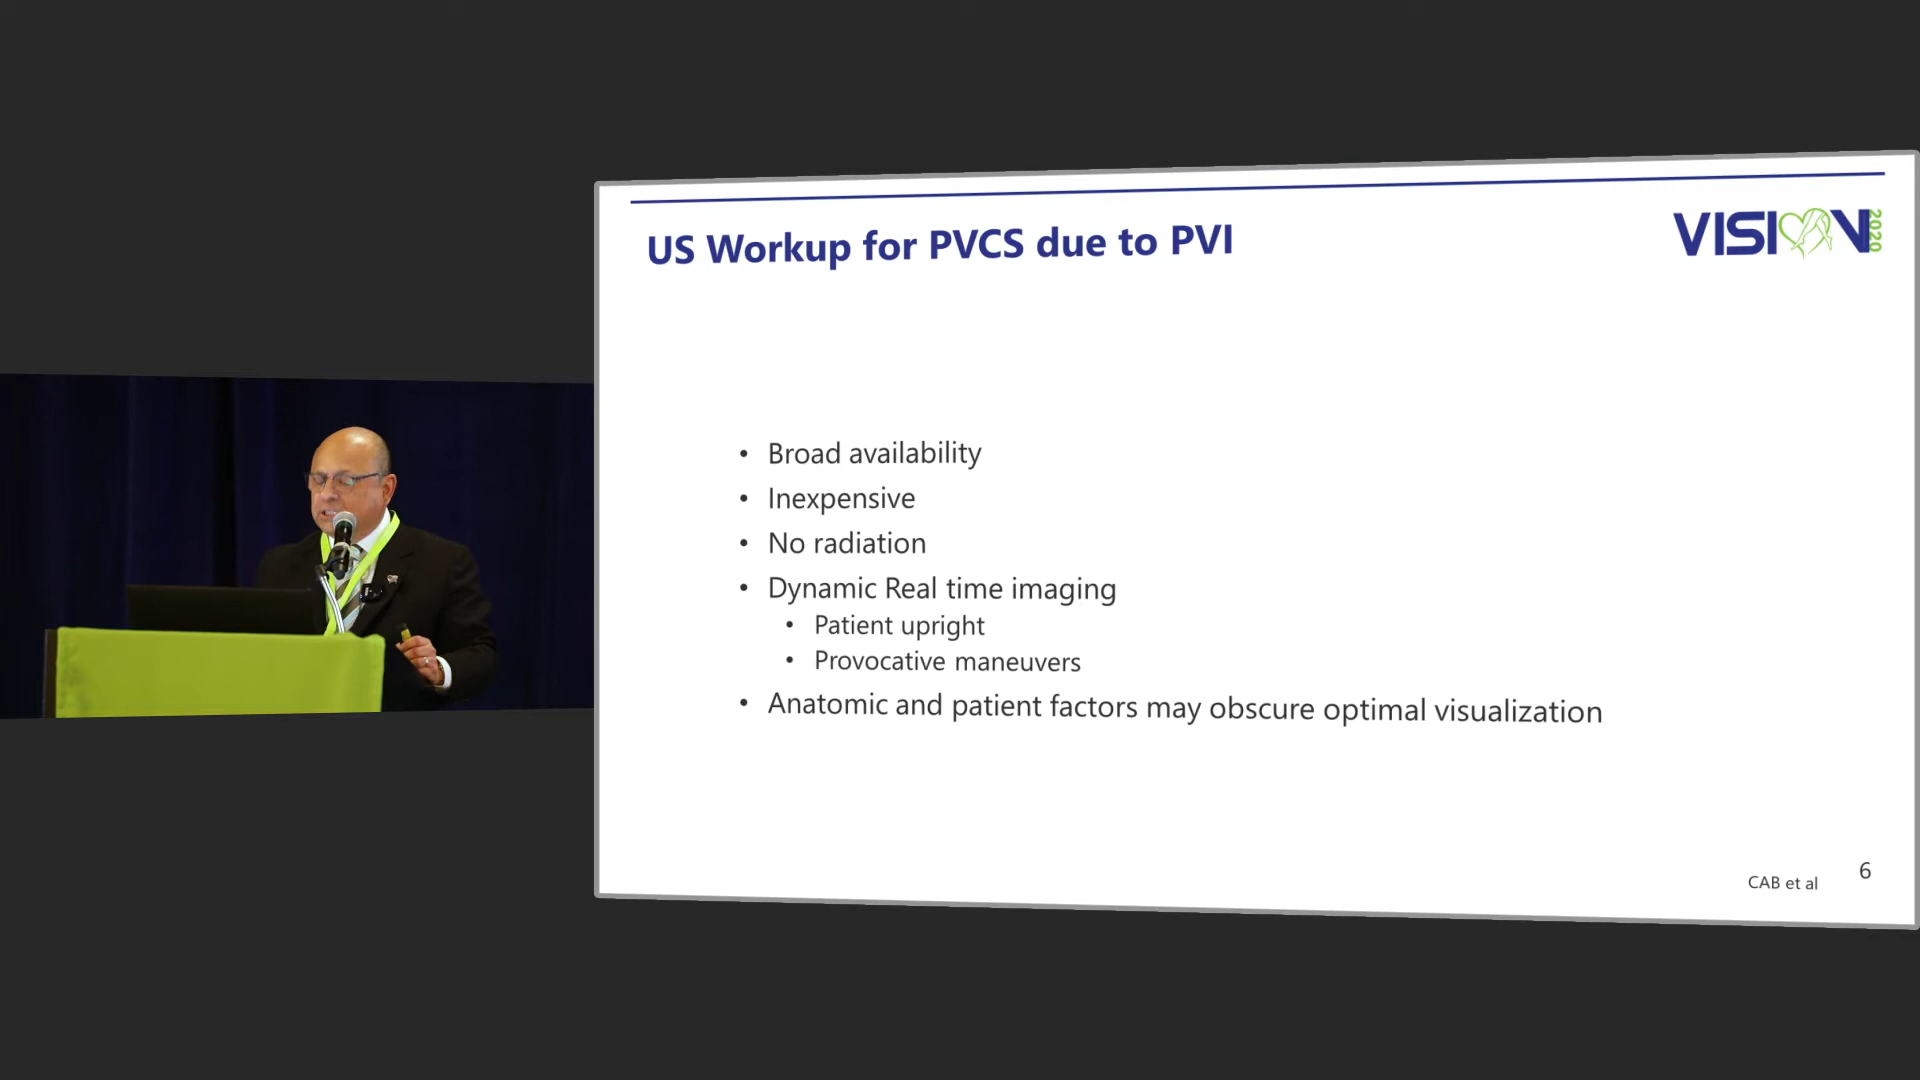 US Workup for PVCS due to PVI
VISION 2020
• Broad availability
• Inexpensive
• No radiation
• Dynamic Real time imaging
• Patient upright
• Provocative maneuvers
• Anatomic and patient factors may obscure optimal visualization
CAB et al
6